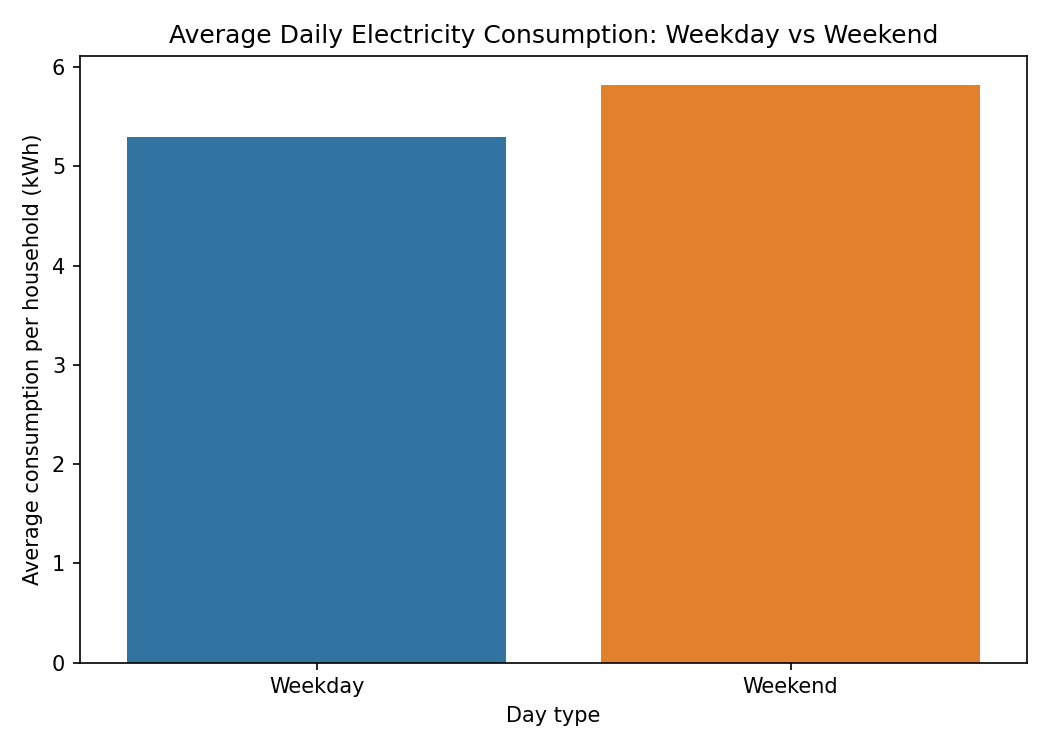 Average Daily Electricity Consumption: Weekday vs Weekend
Average consumption per household (kWh)
6
5
4
3
2
1
0
Weekday
Weekend
Day type